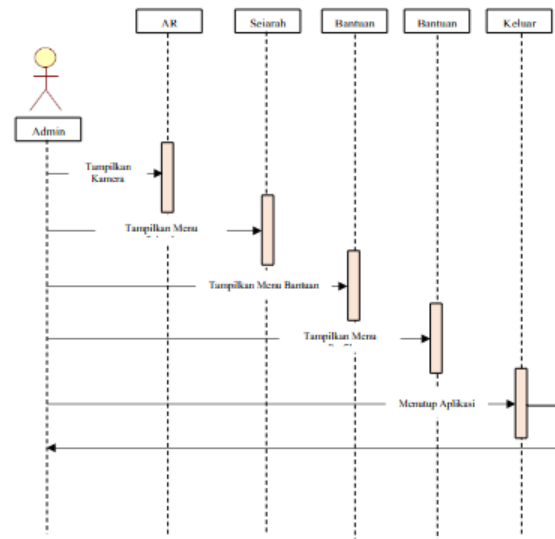 AR
Sejarah
Bantuan
Bantuan
Keluar
Admin
Tampilkan
Kamera
Tampilkan Menu
Tampilkan Menu Bantuan
Tampilkan Menu
Menutup Aplikasi